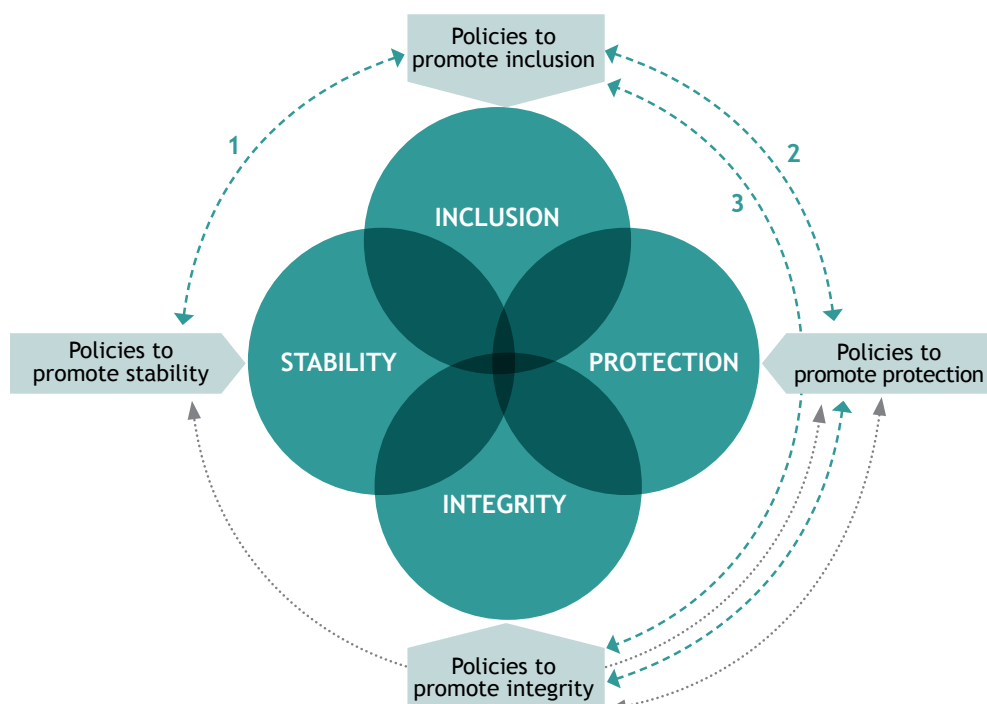 Policies to
promote inclusion
1
2
3
INCLUSION
Policies to
promote stability
STABILITY
PROTECTION
Policies to
promote protection
INTEGRITY
Policies to
promote integrity